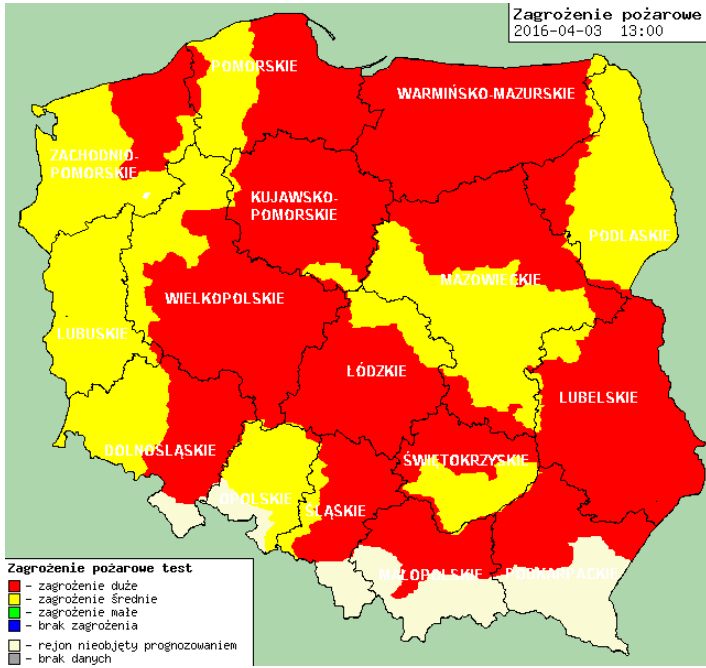 Zagrożenie pożarowe
2016-04-03 13:00
POMORSKIE
WARMIŃSKO-MAZURSKIE
ZACHODNIO-
POMORSKIE
KUJAWSKO-
POMORSKIE
PODLASKIE
MAZOWIECKIE
WIELKOPOLSKIE
LUBUSKIE
ŁÓDZKIE
LUBELSKIE
DOLNOŚLĄSKIE
ŚWIĘTOKRZYSKIE
OPOLSKIE
ŚLĄSKIE
MAŁOPOLSKIE
PODKARPACKIE
Zagrożenie pożarowe test
– zagrożenie duże
– zagrożenie średnie
– zagrożenie małe
– brak zagrożenia
– rejon nieobjęty prognozowaniem
– brak danych